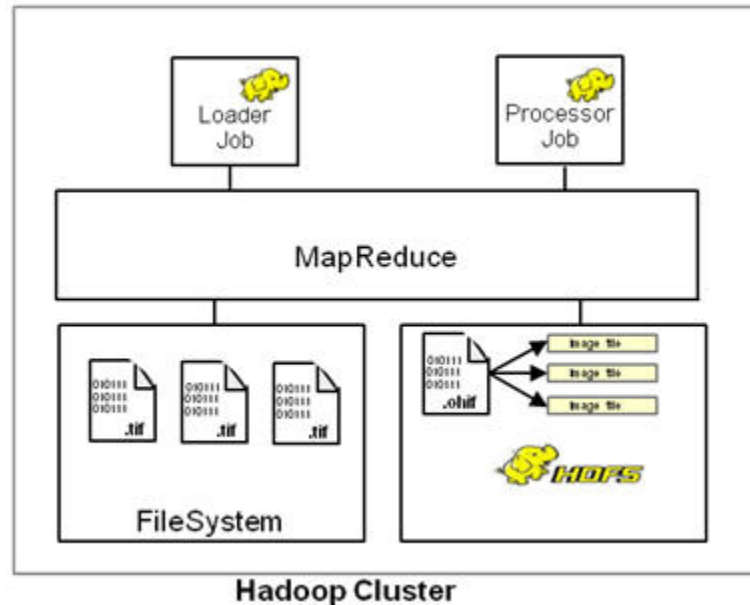 Loader
Job
Processor
Job
MapReduce
010111
010111
010111
.tif
010111
010111
010111
.tif
010111
010111
010111
.tif
FileSystem
010111
010111
010111
.ohif
Image file
Image file
Image file
HDFS
Hadoop Cluster